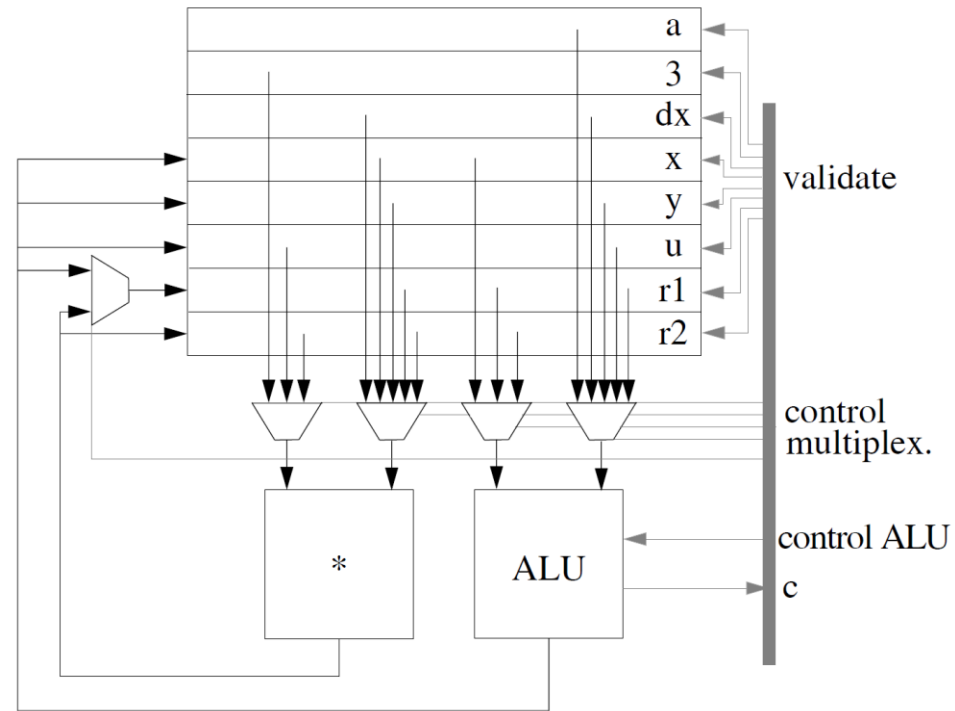 a
3
dx
x
validate
y
u
r1
r2
control
multiplex.
control ALU
*
ALU
c